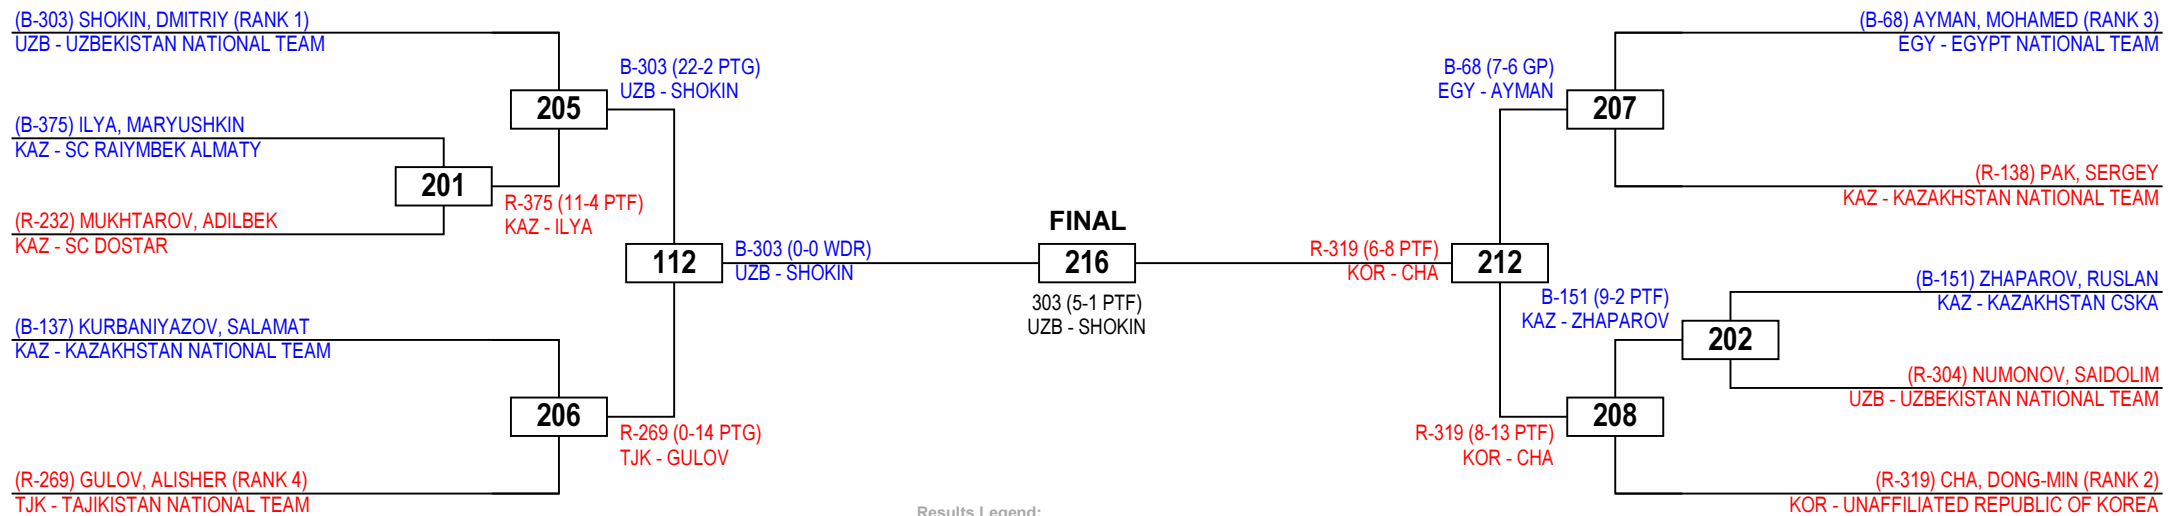 (B-303) SHOKIN, DMITRIY (RANK 1)
UZB - UZBEKISTAN NATIONAL TEAM
B-303 (22-2 PTG)
UZB - SHOKIN
205
(B-375) ILYA, MARYUSHKIN
KAZ - SC RAIYMBEK ALMATY
201
R-375 (11-4 PTF)
KAZ - ILYA
(R-232) MUKHTAROV, ADILBEK
KAZ - SC DOSTAR
112
B-303 (0-0 WDR)
UZB - SHOKIN
(B-137) KURBANIYAZOV, SALAMAT
KAZ - KAZAKHSTAN NATIONAL TEAM
206
R-269 (0-14 PTG)
TJK - GULOV
(R-269) GULOV, ALISHER (RANK 4)
TJK - TAJIKISTAN NATIONAL TEAM
FINAL
216
303 (5-1 PTF)
UZB - SHOKIN
Results Legend:
(B-68) AYMAN, MOHAMED (RANK 3)
EGY - EGYPT NATIONAL TEAM
B-68 (7-6 GP)
EGY - AYMAN
207
(R-138) PAK, SERGEY
KAZ - KAZAKHSTAN NATIONAL TEAM
R-319 (6-8 PTF)
KOR - CHA
212
(B-151) ZHAPAROV, RUSLAN
KAZ - KAZAKHSTAN CSKA
B-151 (9-2 PTF)
KAZ - ZHAPAROV
202
(R-304) NUMONOV, SAIDOLIM
UZB - UZBEKISTAN NATIONAL TEAM
208
R-319 (8-13 PTF)
KOR - CHA
(R-319) CHA, DONG-MIN (RANK 2)
KOR - UNAFFILIATED REPUBLIC OF KOREA